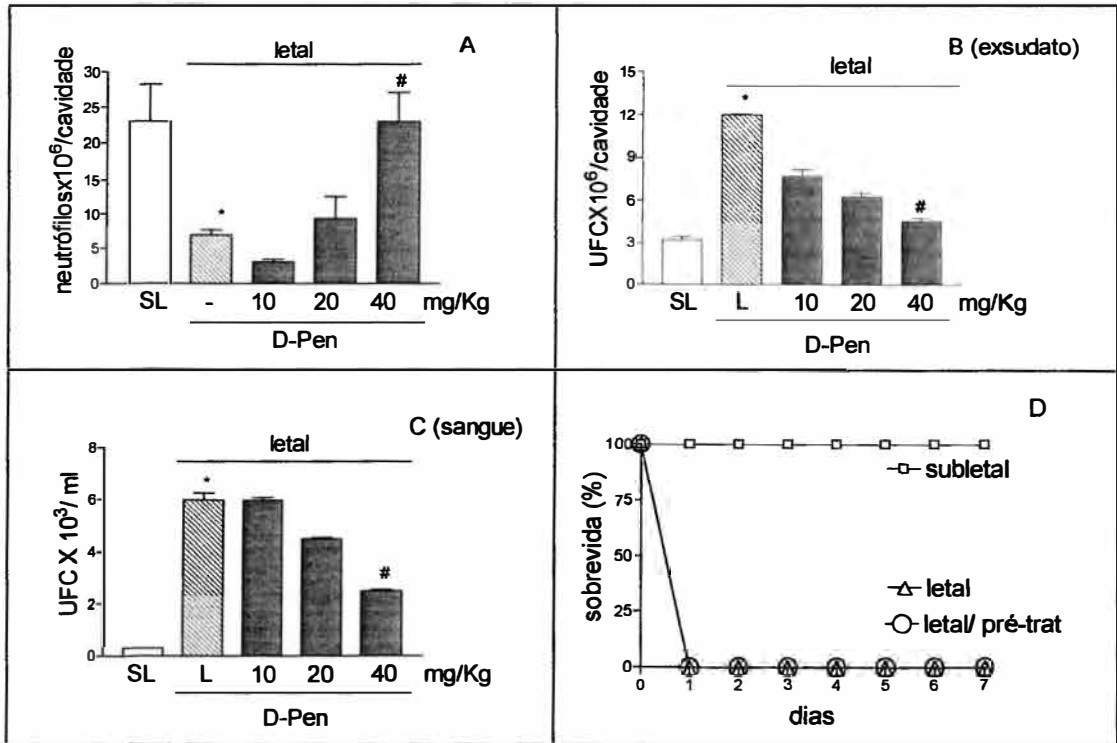 A
letal
neutrófilosx10⁶/cavidade
30
25
20
15
10
5
0
*
#
SL - 10 20 40 mg/Kg
D-Pen
B (exsudato)
letal
UFCX10⁶/cavidade
15
12
9
6
3
0
*
#
SL L 10 20 40 mg/Kg
D-Pen
C (sangue)
letal
UFC X 10³/ ml
8
6
4
2
0
*
#
SL L 10 20 40 mg/Kg
D-Pen
D
sobrevida (%)
100
75
50
25
0
subletal
letal
letal/ pré-trat
0 1 2 3 4 5 6 7
dias